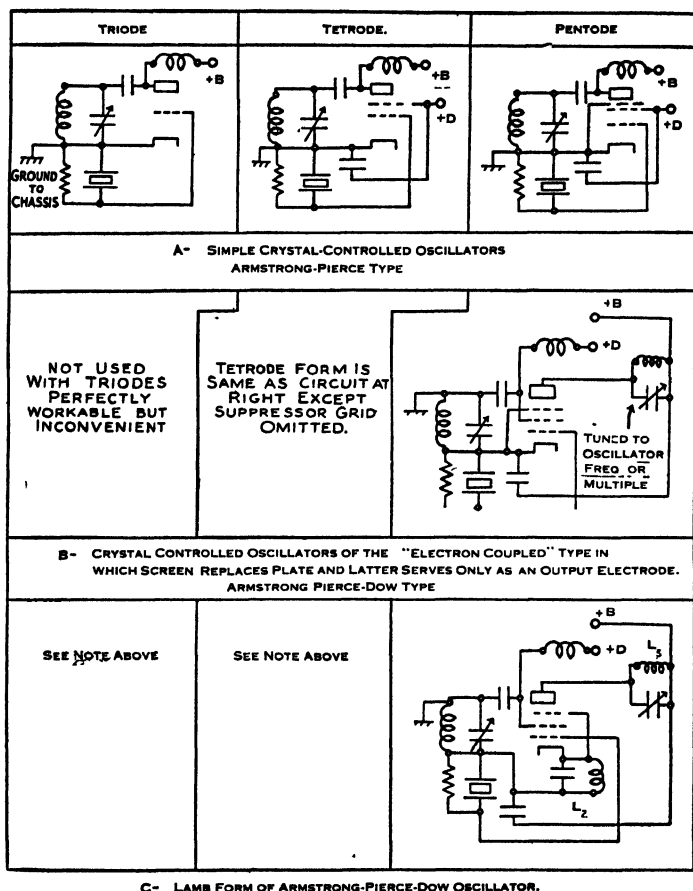 TRIODE
TETRODE.
PENTODE
+B
GROUND
TO
CHASSIS
+B
+D
+B
+D
A- SIMPLE CRYSTAL-CONTROLLED OSCILLATORS
ARMSTRONG-PIERCE TYPE
NOT USED
WITH TRIODES
PERFECTLY
WORKABLE BUT
INCONVENIENT
TETRODE FORM IS
SAME AS CIRCUIT AT
RIGHT EXCEPT
SUPPRESSOR GRID
OMITTED.
+B
+D
TUNED TO
OSCILLATOR
FREQ OR
MULTIPLE
B- CRYSTAL CONTROLLED OSCILLATORS OF THE "ELECTRON COUPLED" TYPE IN
WHICH SCREEN REPLACES PLATE AND LATTER SERVES ONLY AS AN OUTPUT ELECTRODE.
ARMSTRONG PIERCE-DOW TYPE
SEE NOTE ABOVE
SEE NOTE ABOVE
+B
+D
L3
L2
C- LAMB FORM OF ARMSTRONG-PIERCE-DOW OSCILLATOR.